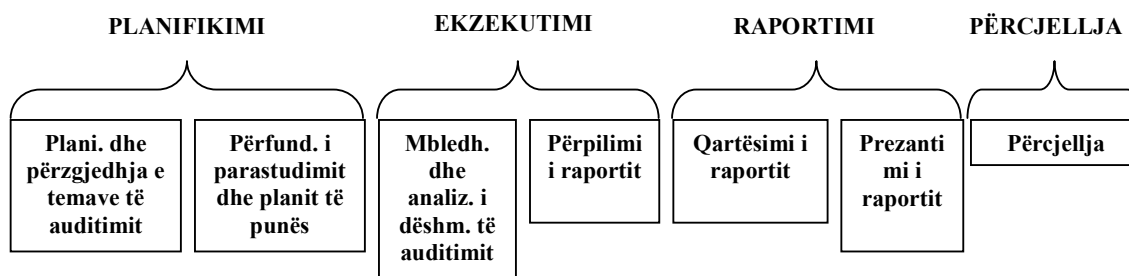 PLANIFIKIMI
EKZEKUTIMI
RAPORTIMI
PËRCJELLJA
Plani. dhe
përzgjedhja e
temave të
auditimit
Përfund. i
parastudimit
dhe planit të
punës
Mbledh.
dhe
analiz. i
dëshm. të
auditimit
Përpilimi
i raportit
Qartësimi i
raportit
Prezanti
mi i
raportit
Përcjellja